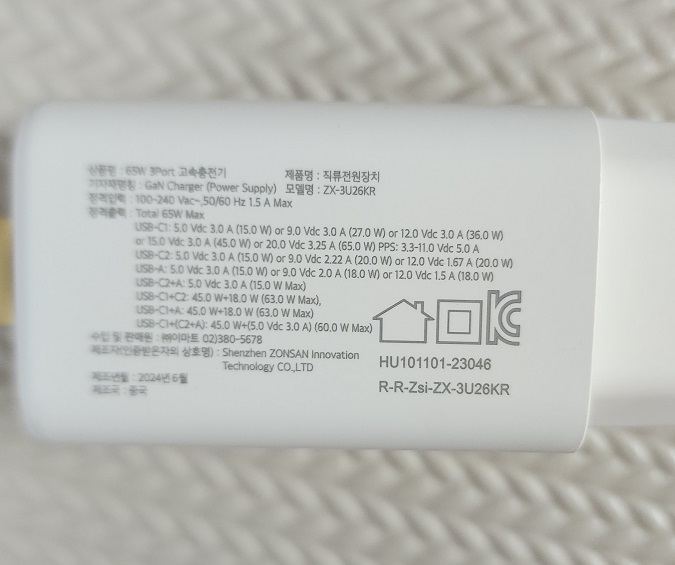 상품명 : 65W 3Port 고속충전기
제품명 : 직류전원장치
기자재명칭 : GaN Charger (Power Supply) 모델명 : ZX-3U26KR
정격입력 : 100-240 Vac~,50/60 Hz 1.5 A Max
정격출력 : Total 65W Max
USB-C1: 5.0 Vdc 3.0 A (15.0 W) or 9.0 Vdc 3.0 A (27.0 W) or 12.0 Vdc 3.0 A (36.0 W)
or 15.0 Vdc 3.0 A (45.0 W) or 20.0 Vdc 3.25 A (65.0 W) PPS: 3.3-11.0 Vdc 5.0 A
USB-C2: 5.0 Vdc 3.0 A (15.0 W) or 9.0 Vdc 2.22 A (20.0 W) or 12.0 Vdc 1.67 A (20.0 W)
USB-A: 5.0 Vdc 3.0 A (15.0 W) or 9.0 Vdc 2.0 A (18.0 W) or 12.0 Vdc 1.5 A (18.0 W)
USB-C2+A: 5.0 Vdc 3.0 A (15.0 W Max)
USB-C1+C2: 45.0 W+18.0 W (63.0 W Max),
USB-C1+A: 45.0 W+18.0 W (63.0 W Max)
USB-C1+(C2+A): 45.0 W+(5.0 Vdc 3.0 A) (60.0 W Max)
수입 및 판매원 : ㈜이마트 02)380-5678
제조자(인증받은자의 상호명) : Shenzhen ZONSAN Innovation
Technology CO.,LTD
제조년월 : 2024년 6월
제조국 : 중국
KC
HU101101-23046
R-R-Zsi-ZX-3U26KR